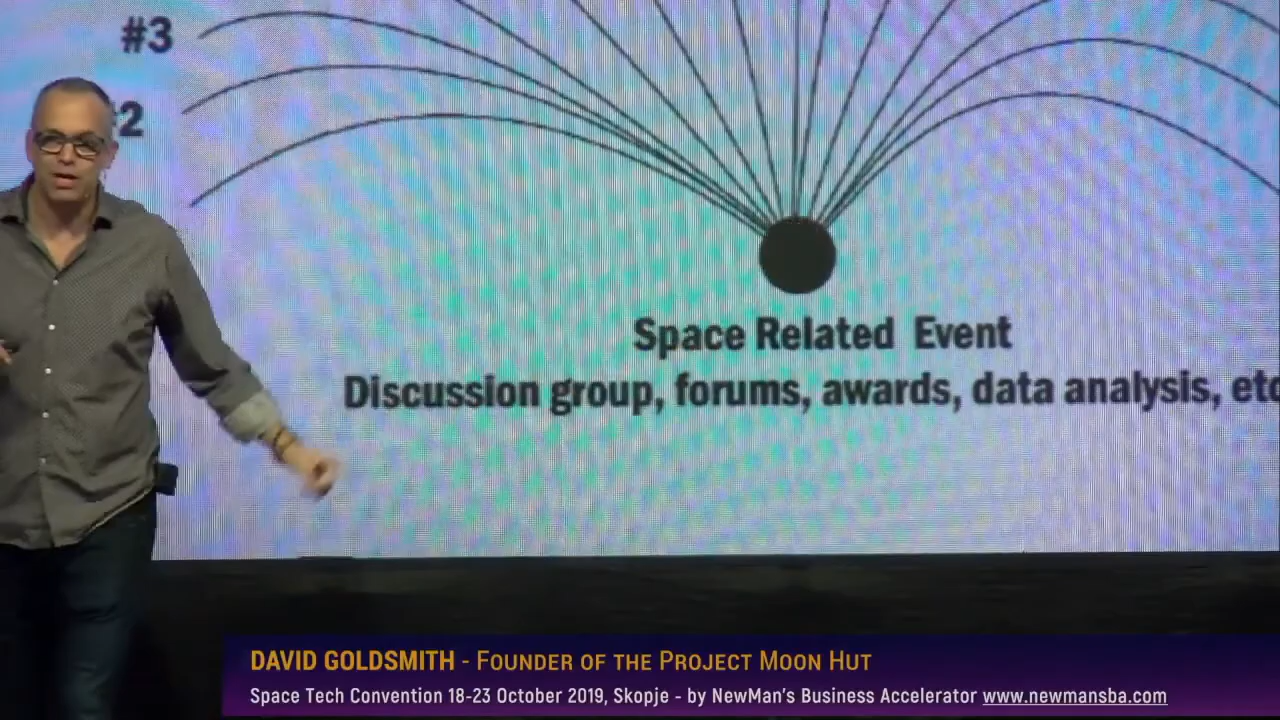 #3
2
Space Related Event
Discussion group, forums, awards, data analysis, etc
DAVID GOLDSMITH - FOUNDER OF THE PROJECT MOON HUT
Space Tech Convention 18-23 October 2019, Skopje - by NewMan's Business Accelerator www.newmansba.com